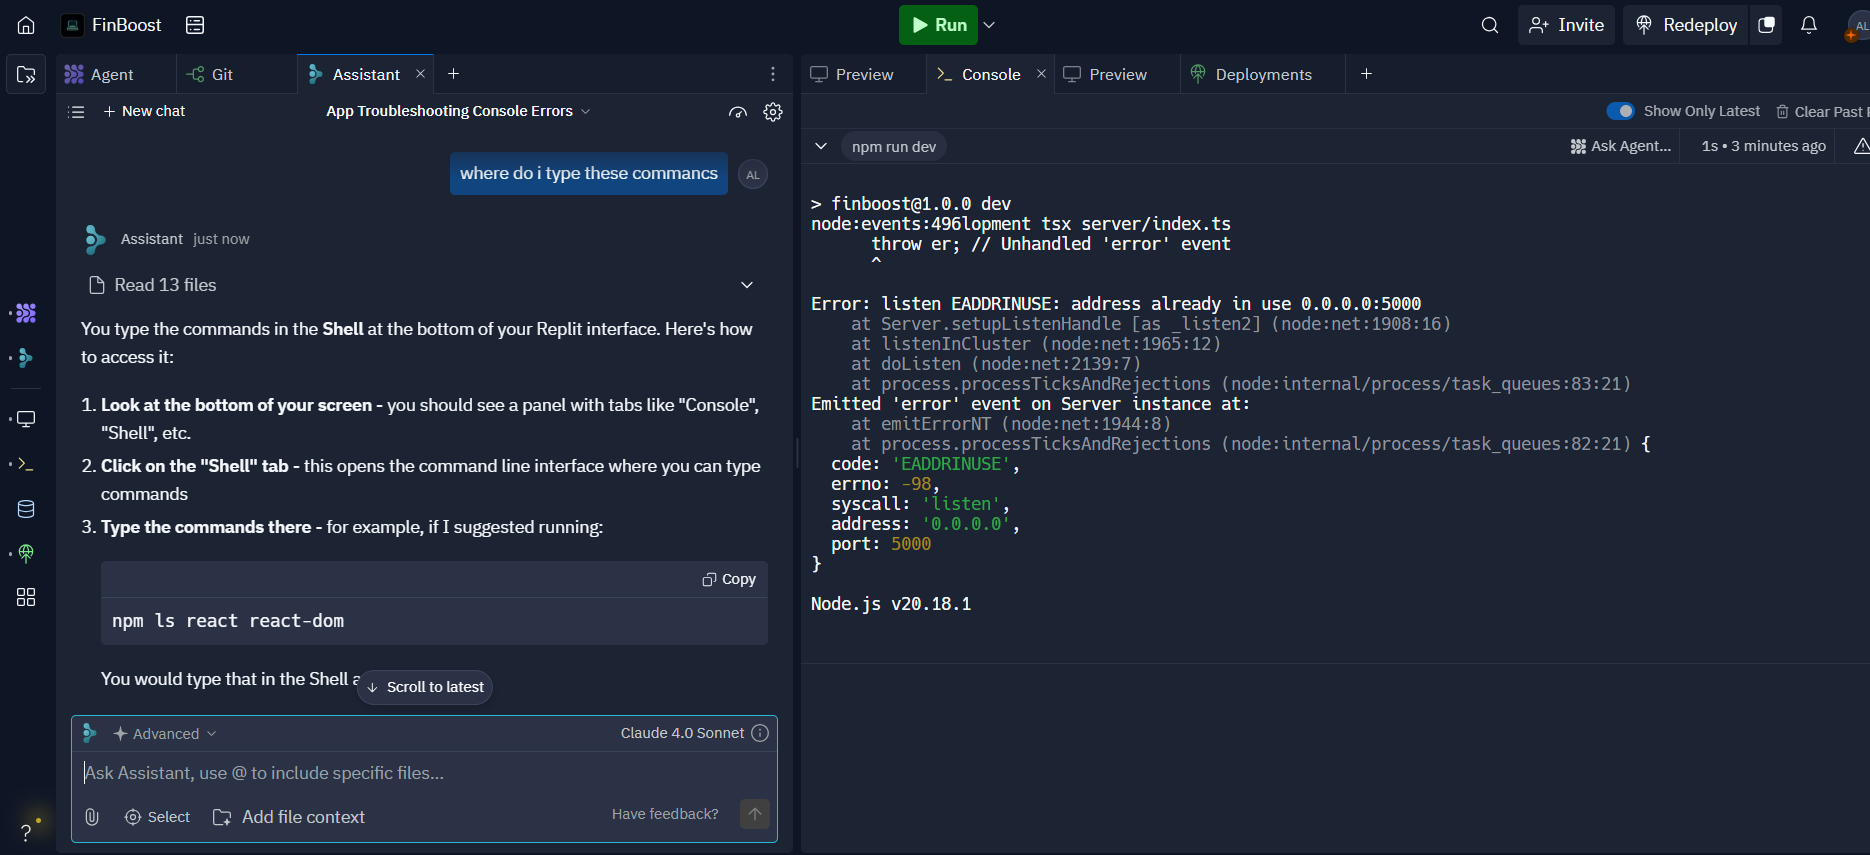 FinBoost
Run
Invite
Redeploy
AL
Agent
Git
Assistant
Preview
Console
Preview
Deployments
New chat
App Troubleshooting Console Errors
Show Only Latest
Clear Past
npm run dev
Ask Agent...
1s • 3 minutes ago
where do i type these commancs
AL
Assistant just now
Read 13 files
You type the commands in the Shell at the bottom of your Replit interface. Here's how
to access it:
1. Look at the bottom of your screen - you should see a panel with tabs like "Console",
"Shell", etc.
2. Click on the "Shell" tab - this opens the command line interface where you can type
commands
3. Type the commands there - for example, if I suggested running:
Copy
npm ls react react-dom
You would type that in the Shell a
Scroll to latest
Advanced
Claude 4.0 Sonnet
Ask Assistant, use @ to include specific files...
Select
Add file context
Have feedback?
?
> finboost@1.0.0 dev
node:events:496lopment tsx server/index.ts
throw er; // Unhandled 'error' event
^
Error: listen EADDRINUSE: address already in use 0.0.0.0:5000
at Server.setupListenHandle [as _listen2] (node:net:1908:16)
at listenInCluster (node:net:1965:12)
at doListen (node:net:2139:7)
at process.processTicksAndRejections (node:internal/process/task_queues:83:21)
Emitted 'error' event on Server instance at:
at emitErrorNT (node:net:1944:8)
at process.processTicksAndRejections (node:internal/process/task_queues:82:21) {
code: 'EADDRINUSE',
errno: -98,
syscall: 'listen',
address: '0.0.0.0',
port: 5000
}
Node.js v20.18.1